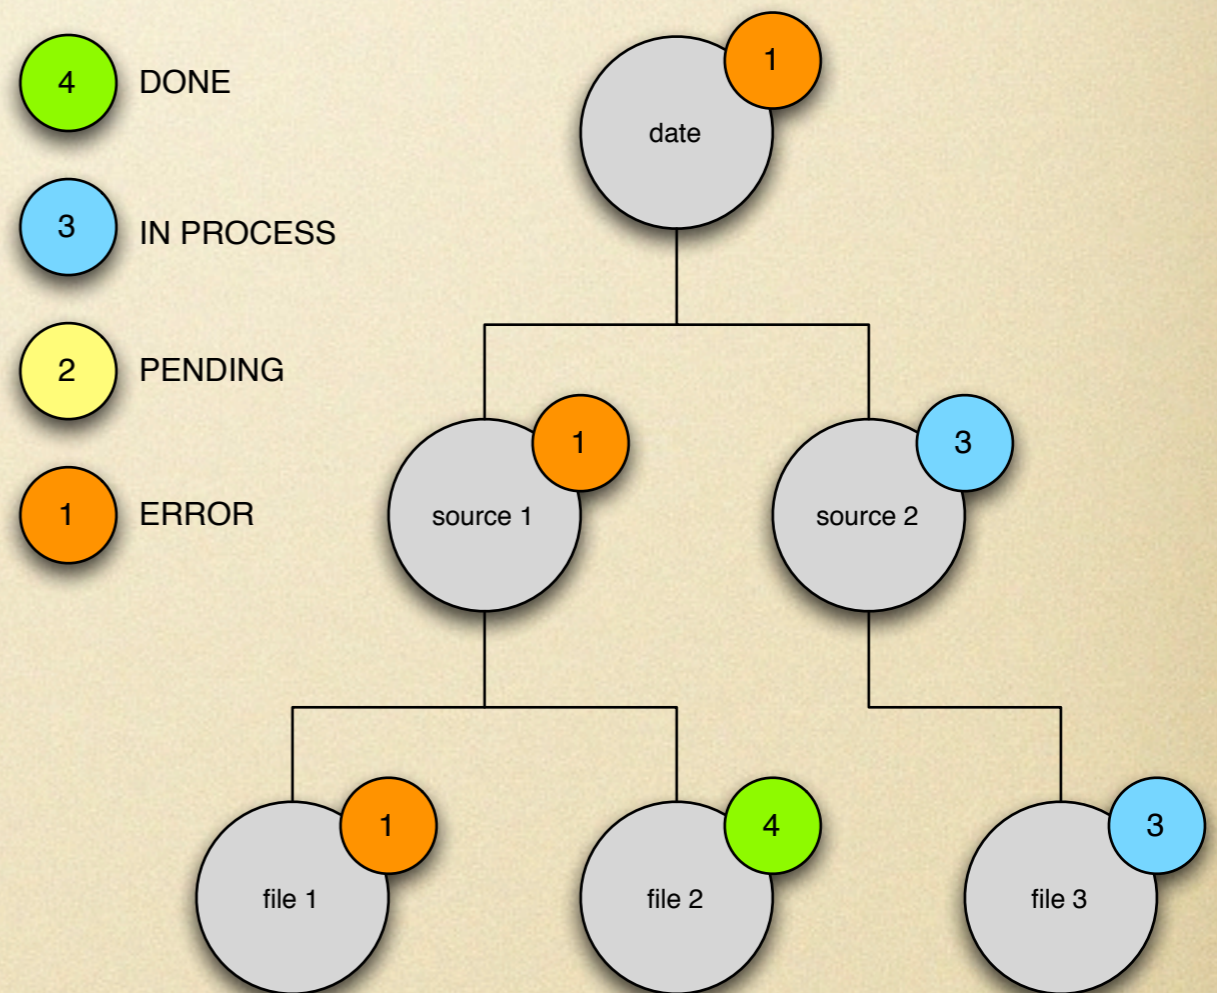 4 DONE
3 IN PROCESS
2 PENDING
1 ERROR
1
date
1
source 1
3
source 2
1
file 1
4
file 2
3
file 3